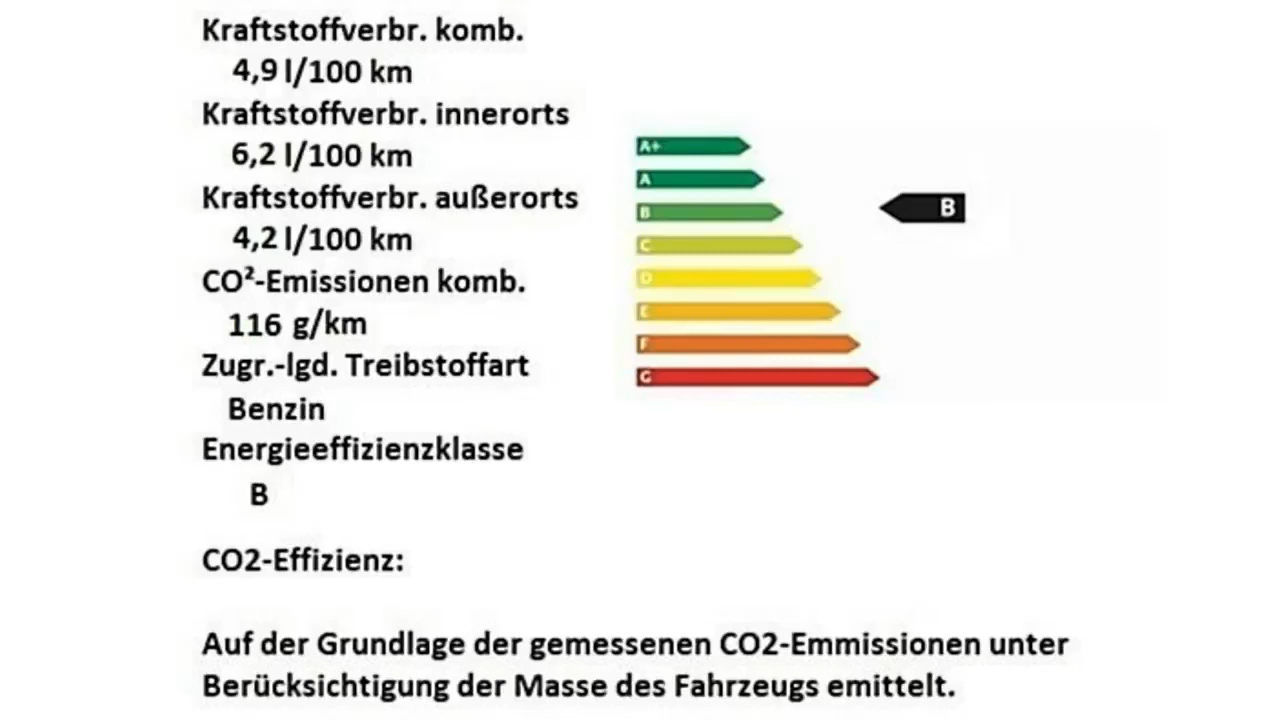 Kraftstoffverbr. komb.
4,9 l/100 km
Kraftstoffverbr. innerorts
6,2 l/100 km
Kraftstoffverbr. außerorts
4,2 l/100 km
CO²-Emissionen komb.
116 g/km
Zugr.-lgd. Treibstoffart
Benzin
Energieeffizienzklasse
B
A+
A
B
C
D
E
F
G
B
CO2-Effizienz:
Auf der Grundlage der gemessenen CO2-Emmissionen unter
Berücksichtigung der Masse des Fahrzeugs emittelt.